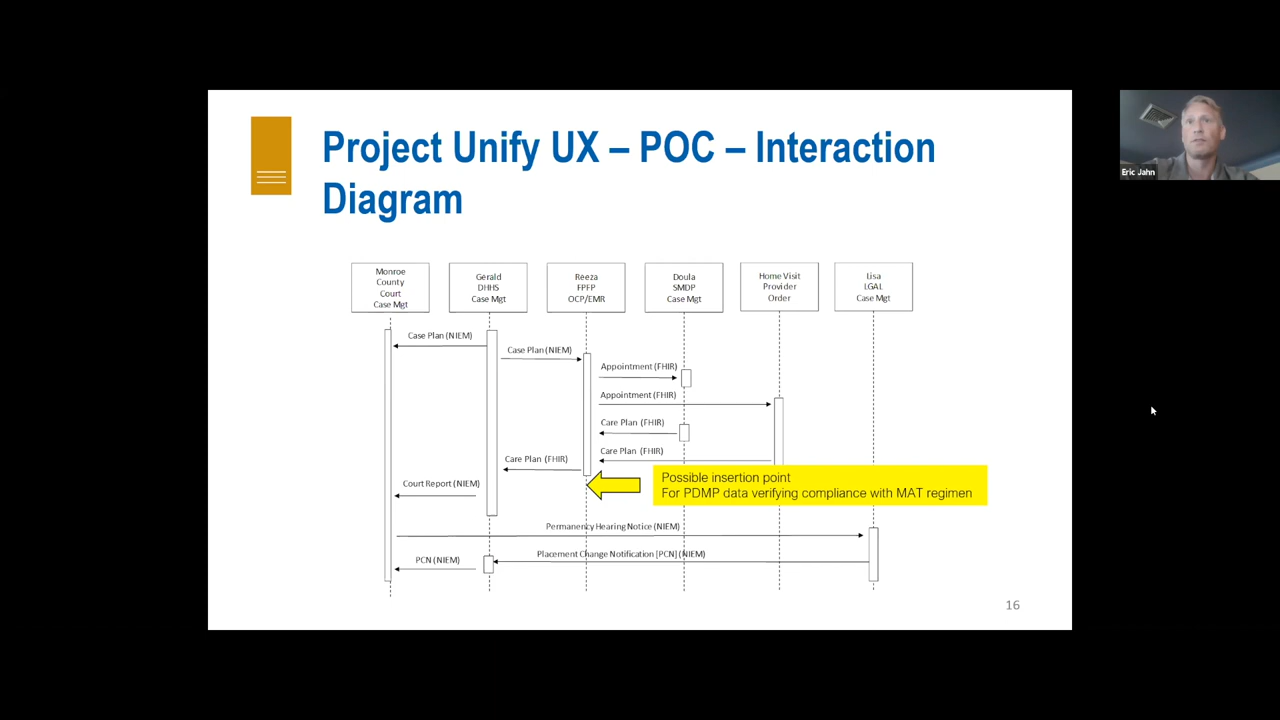 Project Unify UX – POC – Interaction
Diagram
Eric Jahn
Monroe
County
Court
Case Mgt
Gerald
DHHS
Case Mgt
Reeza
FPFP
OCP/EMR
Doula
SMDP
Case Mgt
Home Visit
Provider
Order
Lisa
LGAL
Case Mgt
Case Plan (NIEM)
Case Plan (NIEM)
Appointment (FHIR)
Appointment (FHIR)
Care Plan (FHIR)
Care Plan (FHIR)
Care Plan (FHIR)
Possible insertion point
For PDMP data verifying compliance with MAT regimen
Court Report (NIEM)
Permanency Hearing Notice (NIEM)
Placement Change Notification [PCN] (NIEM)
PCN (NIEM)
16